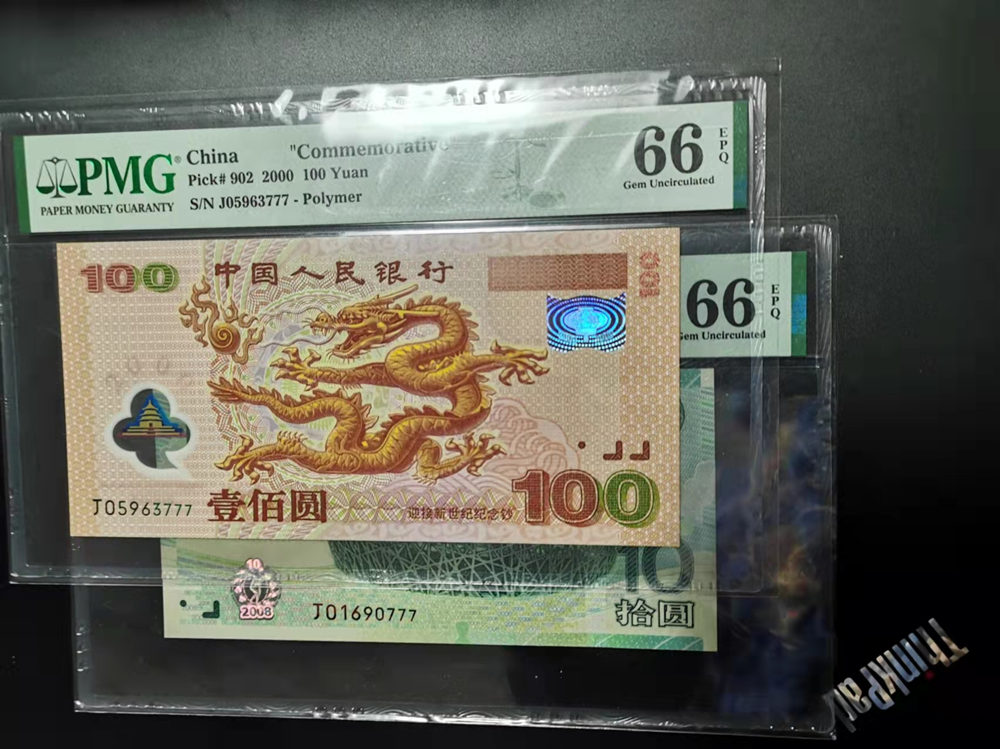 PMG®
PAPER MONEY GUARANTY
China "Commemorative"
Pick# 902 2000 100 Yuan
S/N J05963777 - Polymer
66
EPQ
Gem Uncirculated
100
中国人民银行
100
J05963777
壹佰圆
迎接新世纪纪念钞
100
66
EPQ
Gem Uncirculated
10
10
2008
J01690777
拾圆
ThinkPad